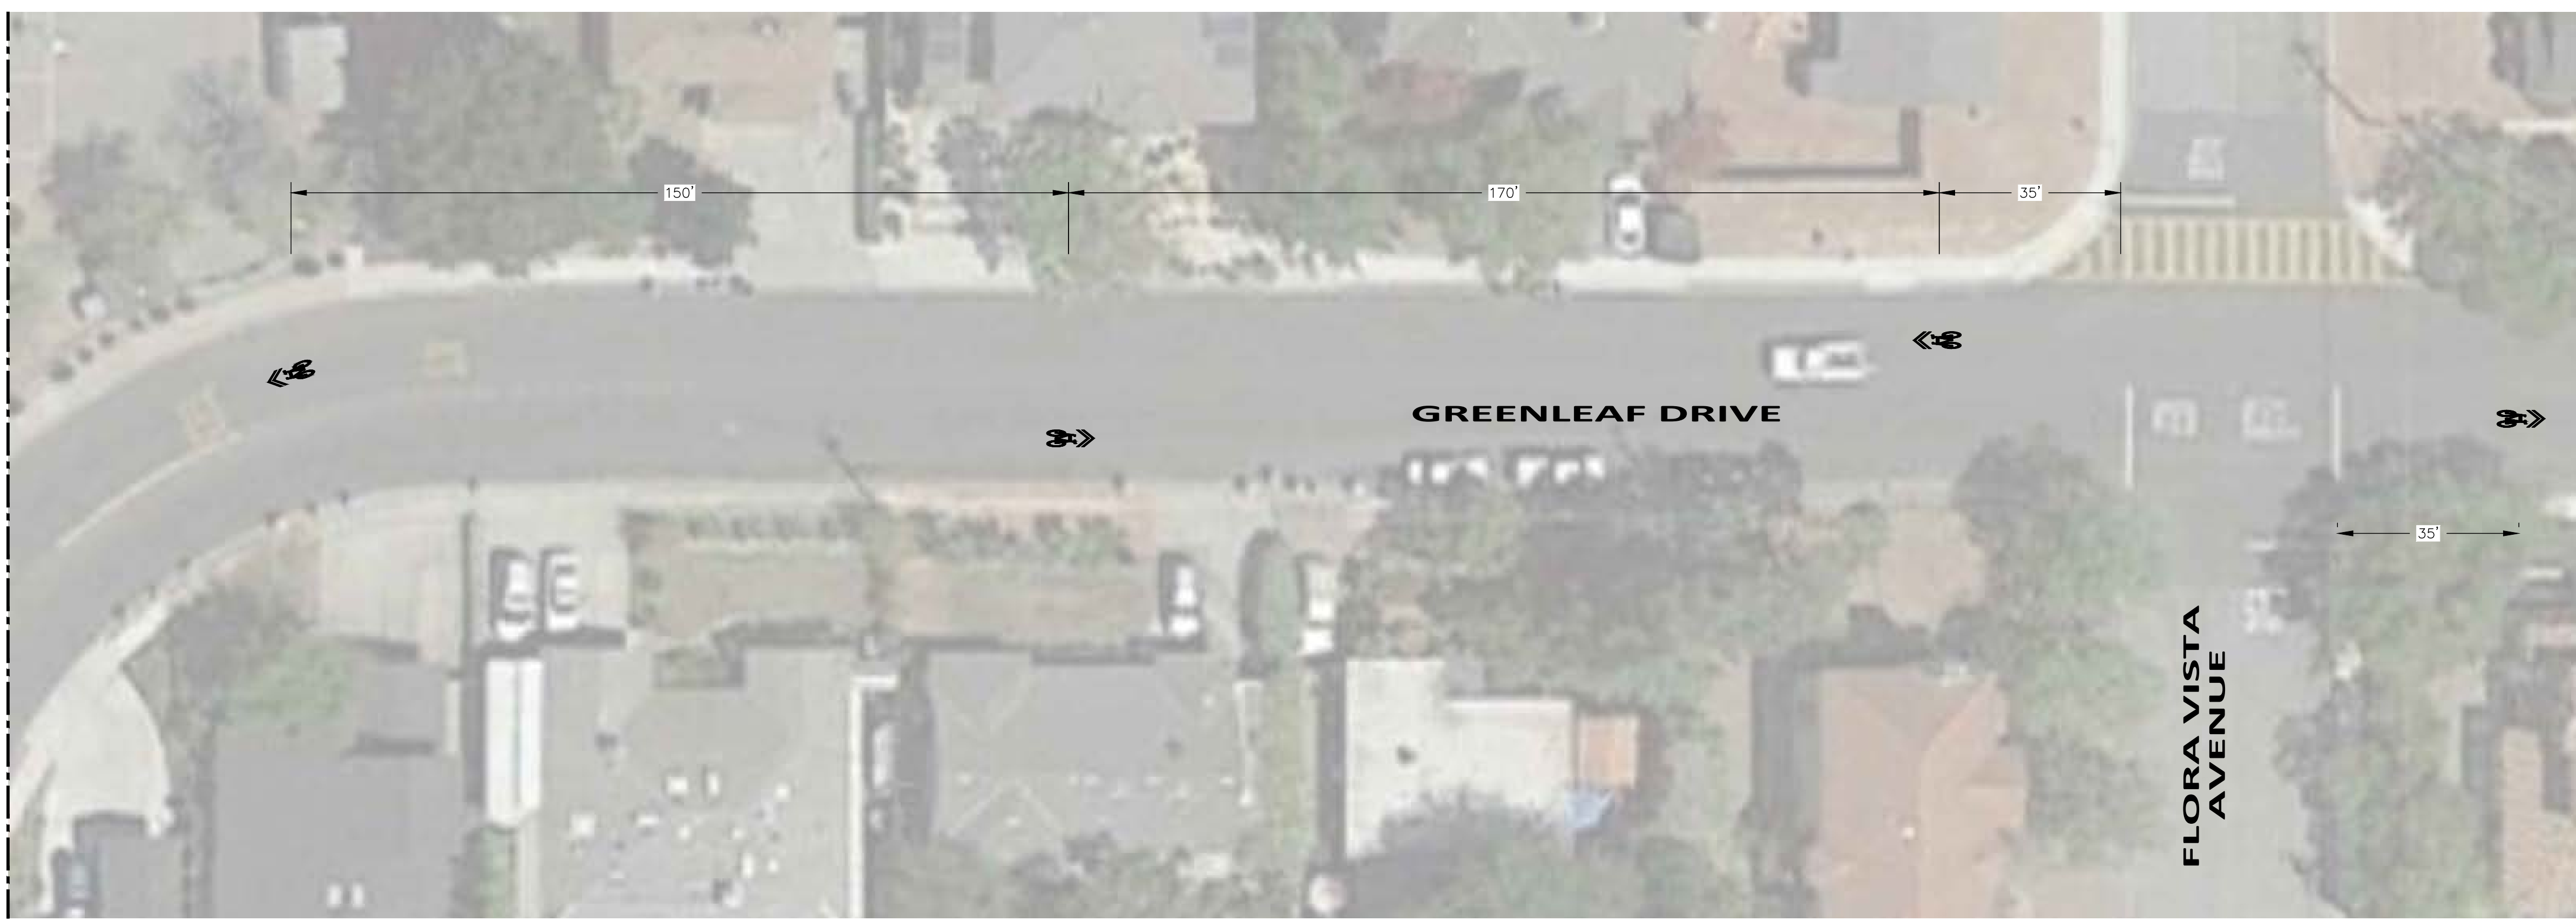 150'
170'
35'
GREENLEAF DRIVE
35'
FLORA VISTA
AVENUE